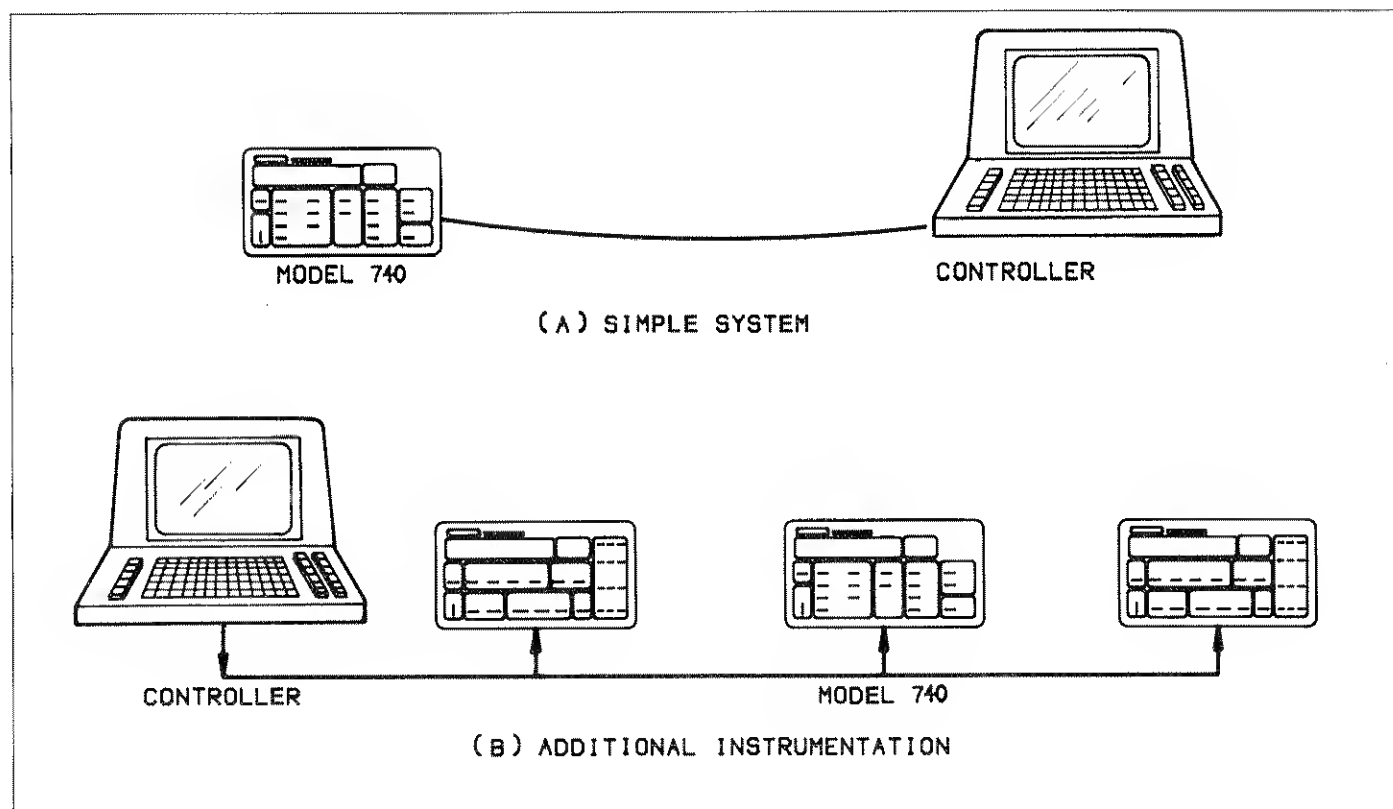 MODEL 740
CONTROLLER
(A) SIMPLE SYSTEM
CONTROLLER
MODEL 740
(B) ADDITIONAL INSTRUMENTATION